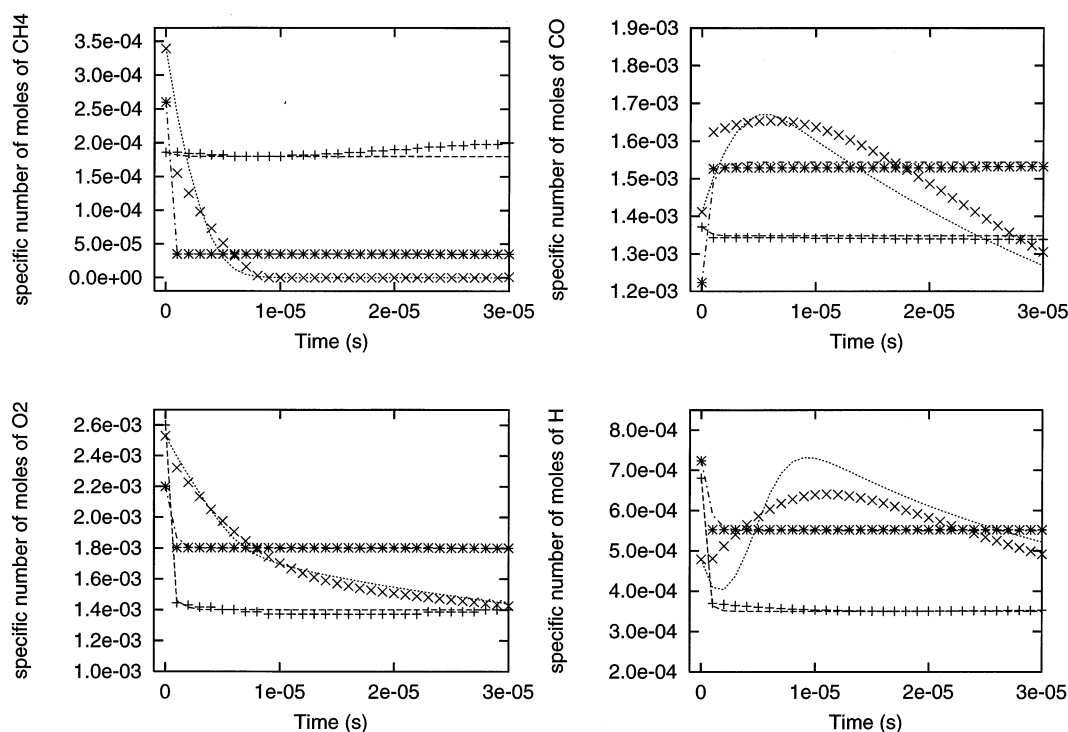 specific number of moles of CH4
3.5e-04
3.0e-04
2.5e-04
2.0e-04
1.5e-04
1.0e-04
5.0e-05
0.0e+00
0
1e-05
2e-05
3e-05
Time (s)
specific number of moles of CO
1.9e-03
1.8e-03
1.7e-03
1.6e-03
1.5e-03
1.4e-03
1.3e-03
1.2e-03
0
1e-05
2e-05
3e-05
Time (s)
specific number of moles of O2
2.6e-03
2.4e-03
2.2e-03
2.0e-03
1.8e-03
1.6e-03
1.4e-03
1.2e-03
1.0e-03
0
1e-05
2e-05
3e-05
Time (s)
specific number of moles of H
8.0e-04
7.0e-04
6.0e-04
5.0e-04
4.0e-04
3.0e-04
2.0e-04
0
1e-05
2e-05
3e-05
Time (s)